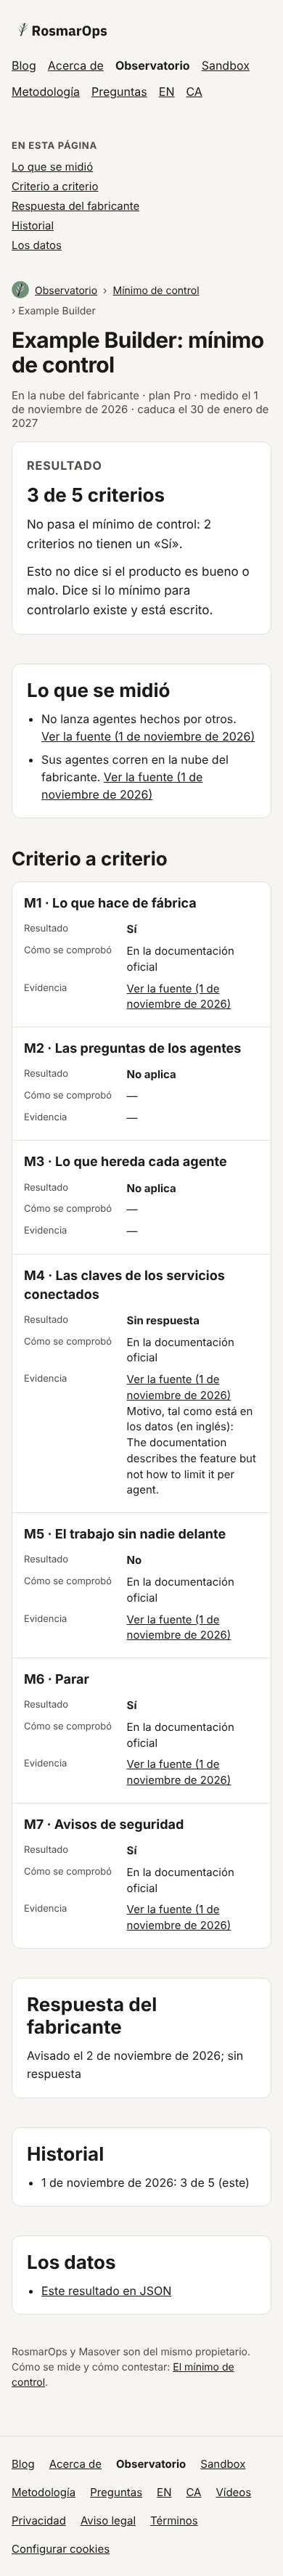 RosmarOps
Blog Acerca de Observatorio Sandbox
Metodología Preguntas EN CA
EN ESTA PÁGINA
Lo que se midió
Criterio a criterio
Respuesta del fabricante
Historial
Los datos
Observatorio › Mínimo de control
› Example Builder
Example Builder: mínimo
de control
En la nube del fabricante · plan Pro · medido el 1
de noviembre de 2026 · caduca el 30 de enero de
2027
RESULTADO
3 de 5 criterios
No pasa el mínimo de control: 2
criterios no tienen un «Sí».
Esto no dice si el producto es bueno o
malo. Dice si lo mínimo para
controlarlo existe y está escrito.
Lo que se midió
• No lanza agentes hechos por otros.
Ver la fuente (1 de noviembre de 2026)
• Sus agentes corren en la nube del
fabricante. Ver la fuente (1 de
noviembre de 2026)
Criterio a criterio
M1 · Lo que hace de fábrica
Resultado Sí
Cómo se comprobó En la documentación
oficial
Evidencia Ver la fuente (1 de
noviembre de 2026)
M2 · Las preguntas de los agentes
Resultado No aplica
Cómo se comprobó —
Evidencia —
M3 · Lo que hereda cada agente
Resultado No aplica
Cómo se comprobó —
Evidencia —
M4 · Las claves de los servicios
conectados
Resultado Sin respuesta
Cómo se comprobó En la documentación
oficial
Evidencia Ver la fuente (1 de
noviembre de 2026)
Motivo, tal como está en
los datos (en inglés):
The documentation
describes the feature but
not how to limit it per
agent.
M5 · El trabajo sin nadie delante
Resultado No
Cómo se comprobó En la documentación
oficial
Evidencia Ver la fuente (1 de
noviembre de 2026)
M6 · Parar
Resultado Sí
Cómo se comprobó En la documentación
oficial
Evidencia Ver la fuente (1 de
noviembre de 2026)
M7 · Avisos de seguridad
Resultado Sí
Cómo se comprobó En la documentación
oficial
Evidencia Ver la fuente (1 de
noviembre de 2026)
Respuesta del
fabricante
Avisado el 2 de noviembre de 2026; sin
respuesta
Historial
• 1 de noviembre de 2026: 3 de 5 (este)
Los datos
• Este resultado en JSON
RosmarOps y Masover son del mismo propietario.
Cómo se mide y cómo contestar: El mínimo de
control.
Blog Acerca de Observatorio Sandbox
Metodología Preguntas EN CA Vídeos
Privacidad Aviso legal Términos
Configurar cookies